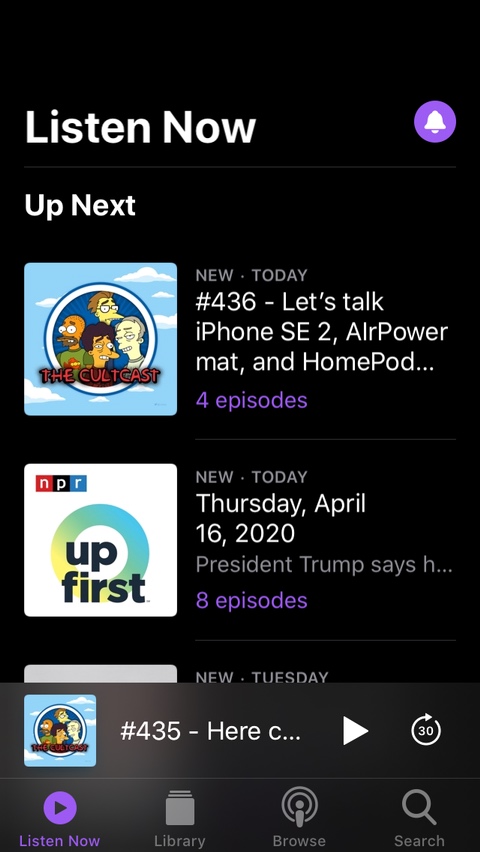 Listen Now
Up Next
THE CULTCAST
NEW · TODAY
#436 - Let’s talk
iPhone SE 2, AIrPower
mat, and HomePod...
4 episodes
npr
up
first
NEW · TODAY
Thursday, April
16, 2020
President Trump says h...
8 episodes
NEW · TUESDAY
THE CULTCAST
#435 - Here c...
30
Listen Now
Library
Browse
Search